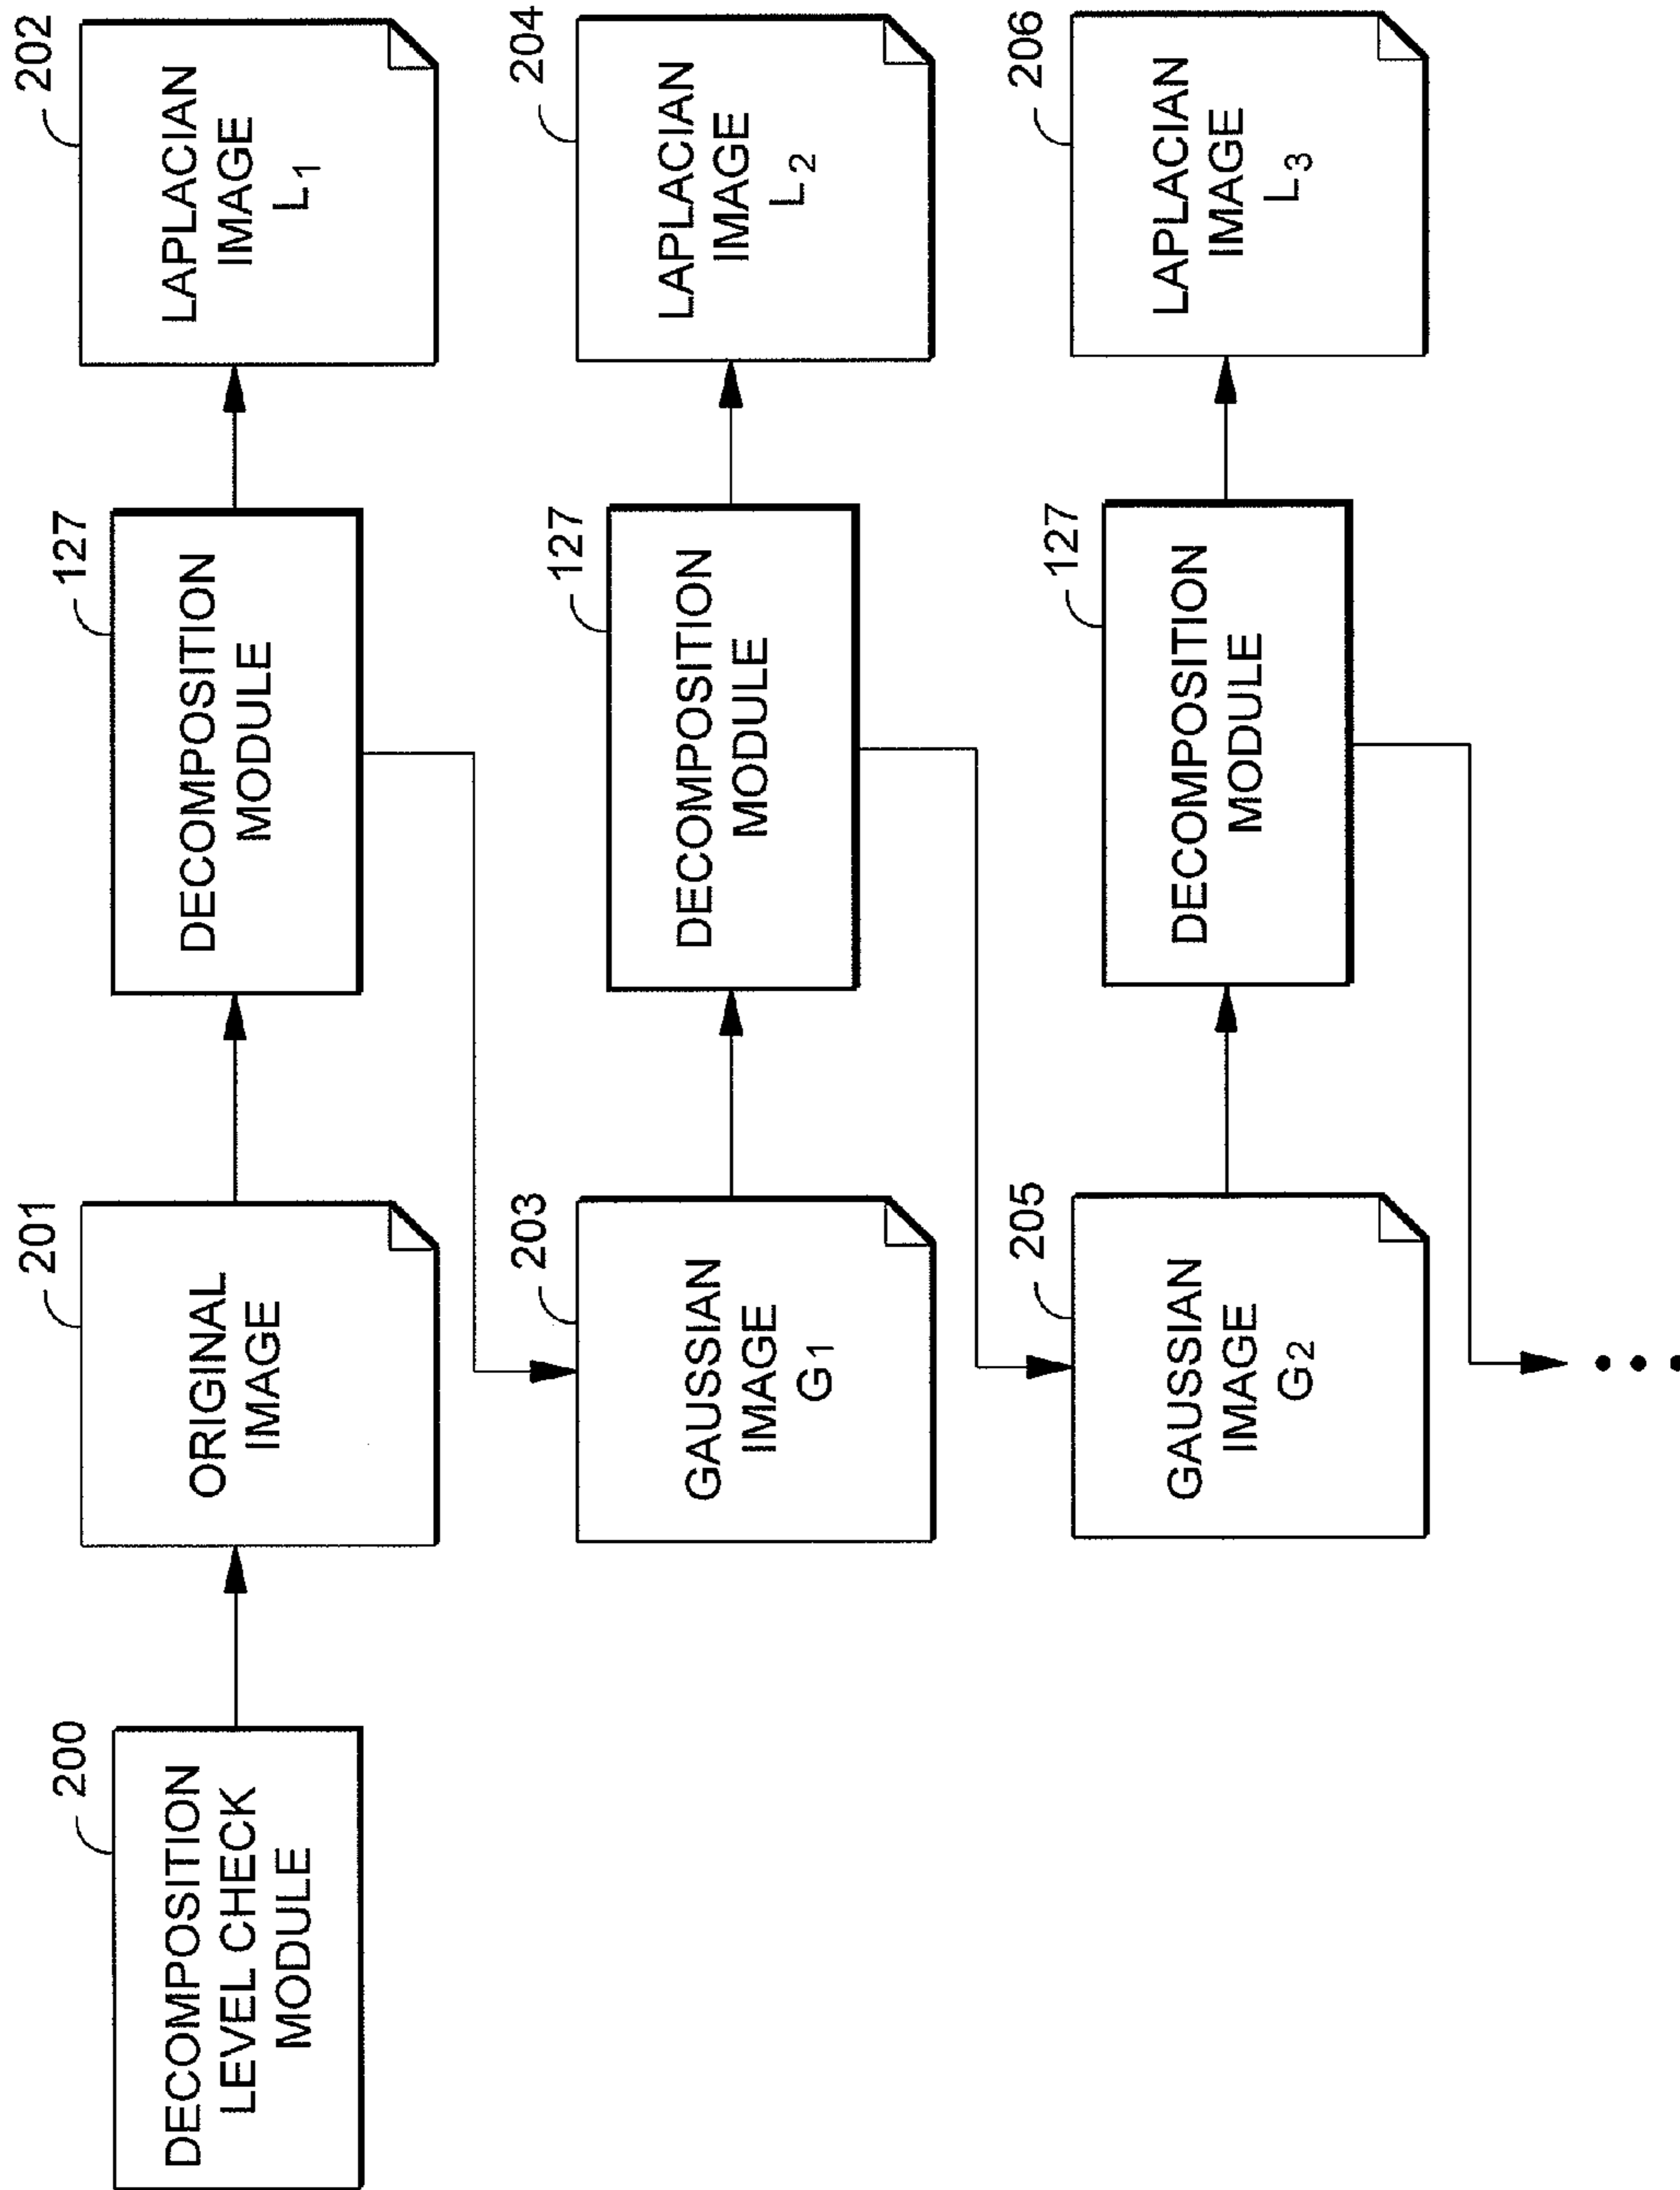 200
DECOMPOSITION
LEVEL CHECK
MODULE
201
ORIGINAL
IMAGE
127
DECOMPOSITION
MODULE
202
LAPLACIAN
IMAGE
L1
203
GAUSSIAN
IMAGE
G1
127
DECOMPOSITION
MODULE
204
LAPLACIAN
IMAGE
L2
205
GAUSSIAN
IMAGE
G2
127
DECOMPOSITION
MODULE
206
LAPLACIAN
IMAGE
L3